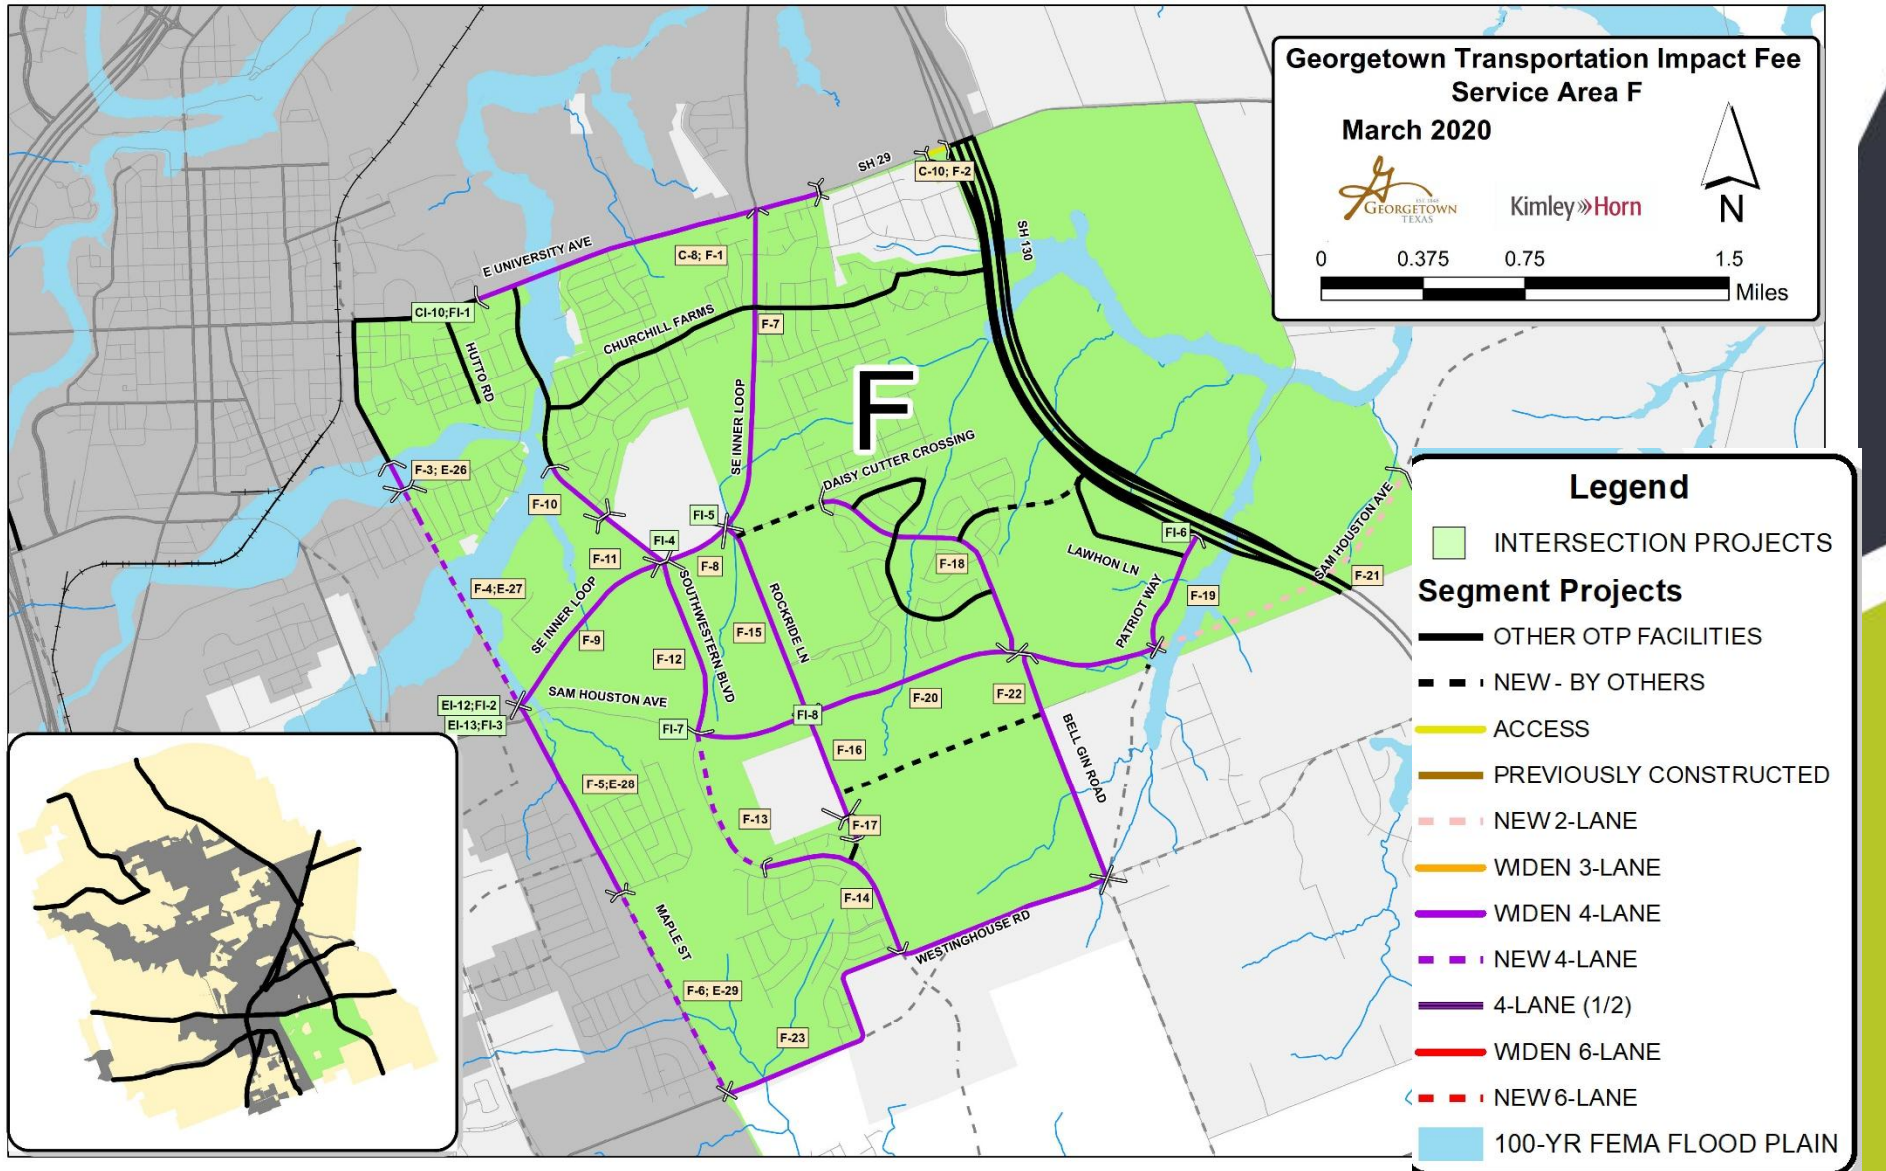 Georgetown Transportation Impact Fee
Service Area F
March 2020
GEORGETOWN
TEXAS
Kimley»Horn
N
0 0.375 0.75 1.5
Miles
SH 29
C-10; F-2
SH 130
E UNIVERSITY AVE
C-8; F-1
CI-10;FI-1
HUTTO RD
CHURCHILL FARMS
F-7
SE INNER LOOP
F
DAISY CUTTER CROSSING
F-3; E-26
F-10
FI-5
FI-4
F-11
F-8
F-18
FI-6
LAWHON LN
SAM HOUSTON AVE
F-21
F-4;E-27
SE INNER LOOP
F-9
SOUTHWESTERN BLVD
ROCKRIDE LN
F-15
PATRIOT WAY
F-19
F-12
SAM HOUSTON AVE
EI-12;FI-2
EI-13;FI-3
FI-7
FI-8
F-20
F-22
BELL GIN ROAD
F-16
F-5;E-28
F-13
F-17
F-14
MAPLE ST
WESTINGHOUSE RD
F-6; E-29
F-23
Legend
INTERSECTION PROJECTS
Segment Projects
OTHER OTP FACILITIES
NEW - BY OTHERS
ACCESS
PREVIOUSLY CONSTRUCTED
NEW 2-LANE
WIDEN 3-LANE
WIDEN 4-LANE
NEW 4-LANE
4-LANE (1/2)
WIDEN 6-LANE
NEW 6-LANE
100-YR FEMA FLOOD PLAIN